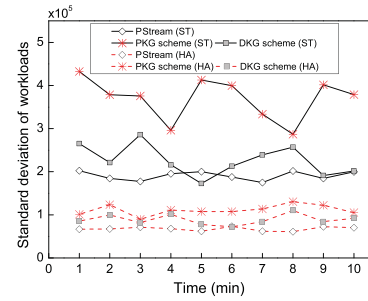 ×10⁵
PStream (ST)
PKG scheme (ST) DKG scheme (ST)
PStream (HA)
PKG scheme (HA) DKG scheme (HA)
Standard deviation of workloads
5
4
3
2
1
0
0 1 2 3 4 5 6 7 8 9 10
Time (min)